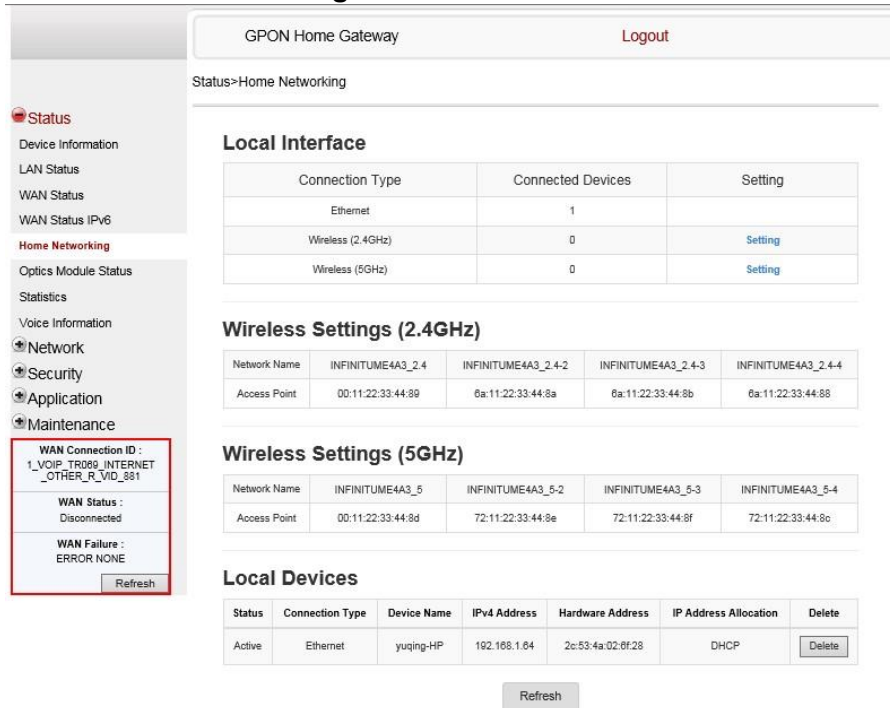 GPON Home Gateway Logout
Status>Home Networking
Status
Device Information
LAN Status
WAN Status
WAN Status IPv6
Home Networking
Optics Module Status
Statistics
Voice Information
Network
Security
Application
Maintenance
WAN Connection ID :
1_VOIP_TR069_INTERNET
_OTHER_R_VID_881
WAN Status :
Disconnected
WAN Failure :
ERROR NONE
Refresh
Local Interface
Connection Type Connected Devices Setting
Ethernet 1
Wireless (2.4GHz) 0 Setting
Wireless (5GHz) 0 Setting
Wireless Settings (2.4GHz)
Network Name INFINITUME4A3_2.4 INFINITUME4A3_2.4-2 INFINITUME4A3_2.4-3 INFINITUME4A3_2.4-4
Access Point 00:11:22:33:44:89 6a:11:22:33:44:8a 6a:11:22:33:44:8b 6a:11:22:33:44:88
Wireless Settings (5GHz)
Network Name INFINITUME4A3_5 INFINITUME4A3_5-2 INFINITUME4A3_5-3 INFINITUME4A3_5-4
Access Point 00:11:22:33:44:8d 72:11:22:33:44:8e 72:11:22:33:44:8f 72:11:22:33:44:8c
Local Devices
Status Connection Type Device Name IPv4 Address Hardware Address IP Address Allocation Delete
Active Ethernet yuqing-HP 192.168.1.64 2c:53:4a:02:6f:28 DHCP Delete
Refresh